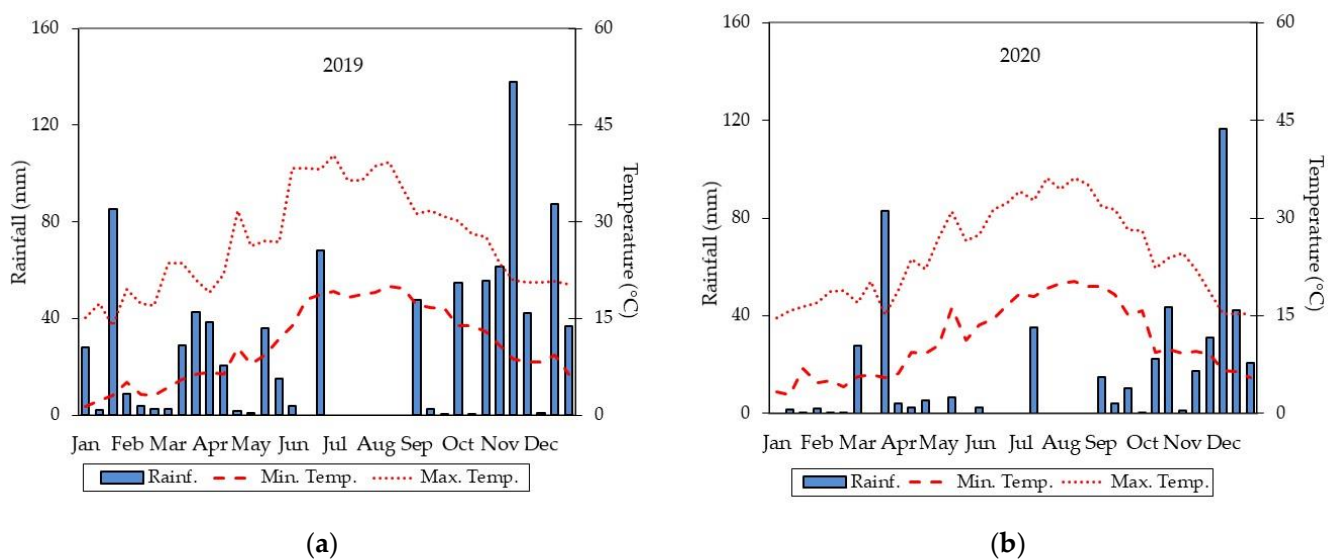 2019
160
120
80
40
0
Rainfall (mm)
60
45
30
15
0
Temperature (°C)
Jan Feb Mar Apr May Jun Jul Aug Sep Oct Nov Dec
Rainf. Min. Temp. Max. Temp.
(a)
2020
160
120
80
40
0
Rainfall (mm)
60
45
30
15
0
Temperature (°C)
Jan Feb Mar Apr May Jun Jul Aug Sep Oct Nov Dec
Rainf. Min. Temp. Max. Temp.
(b)